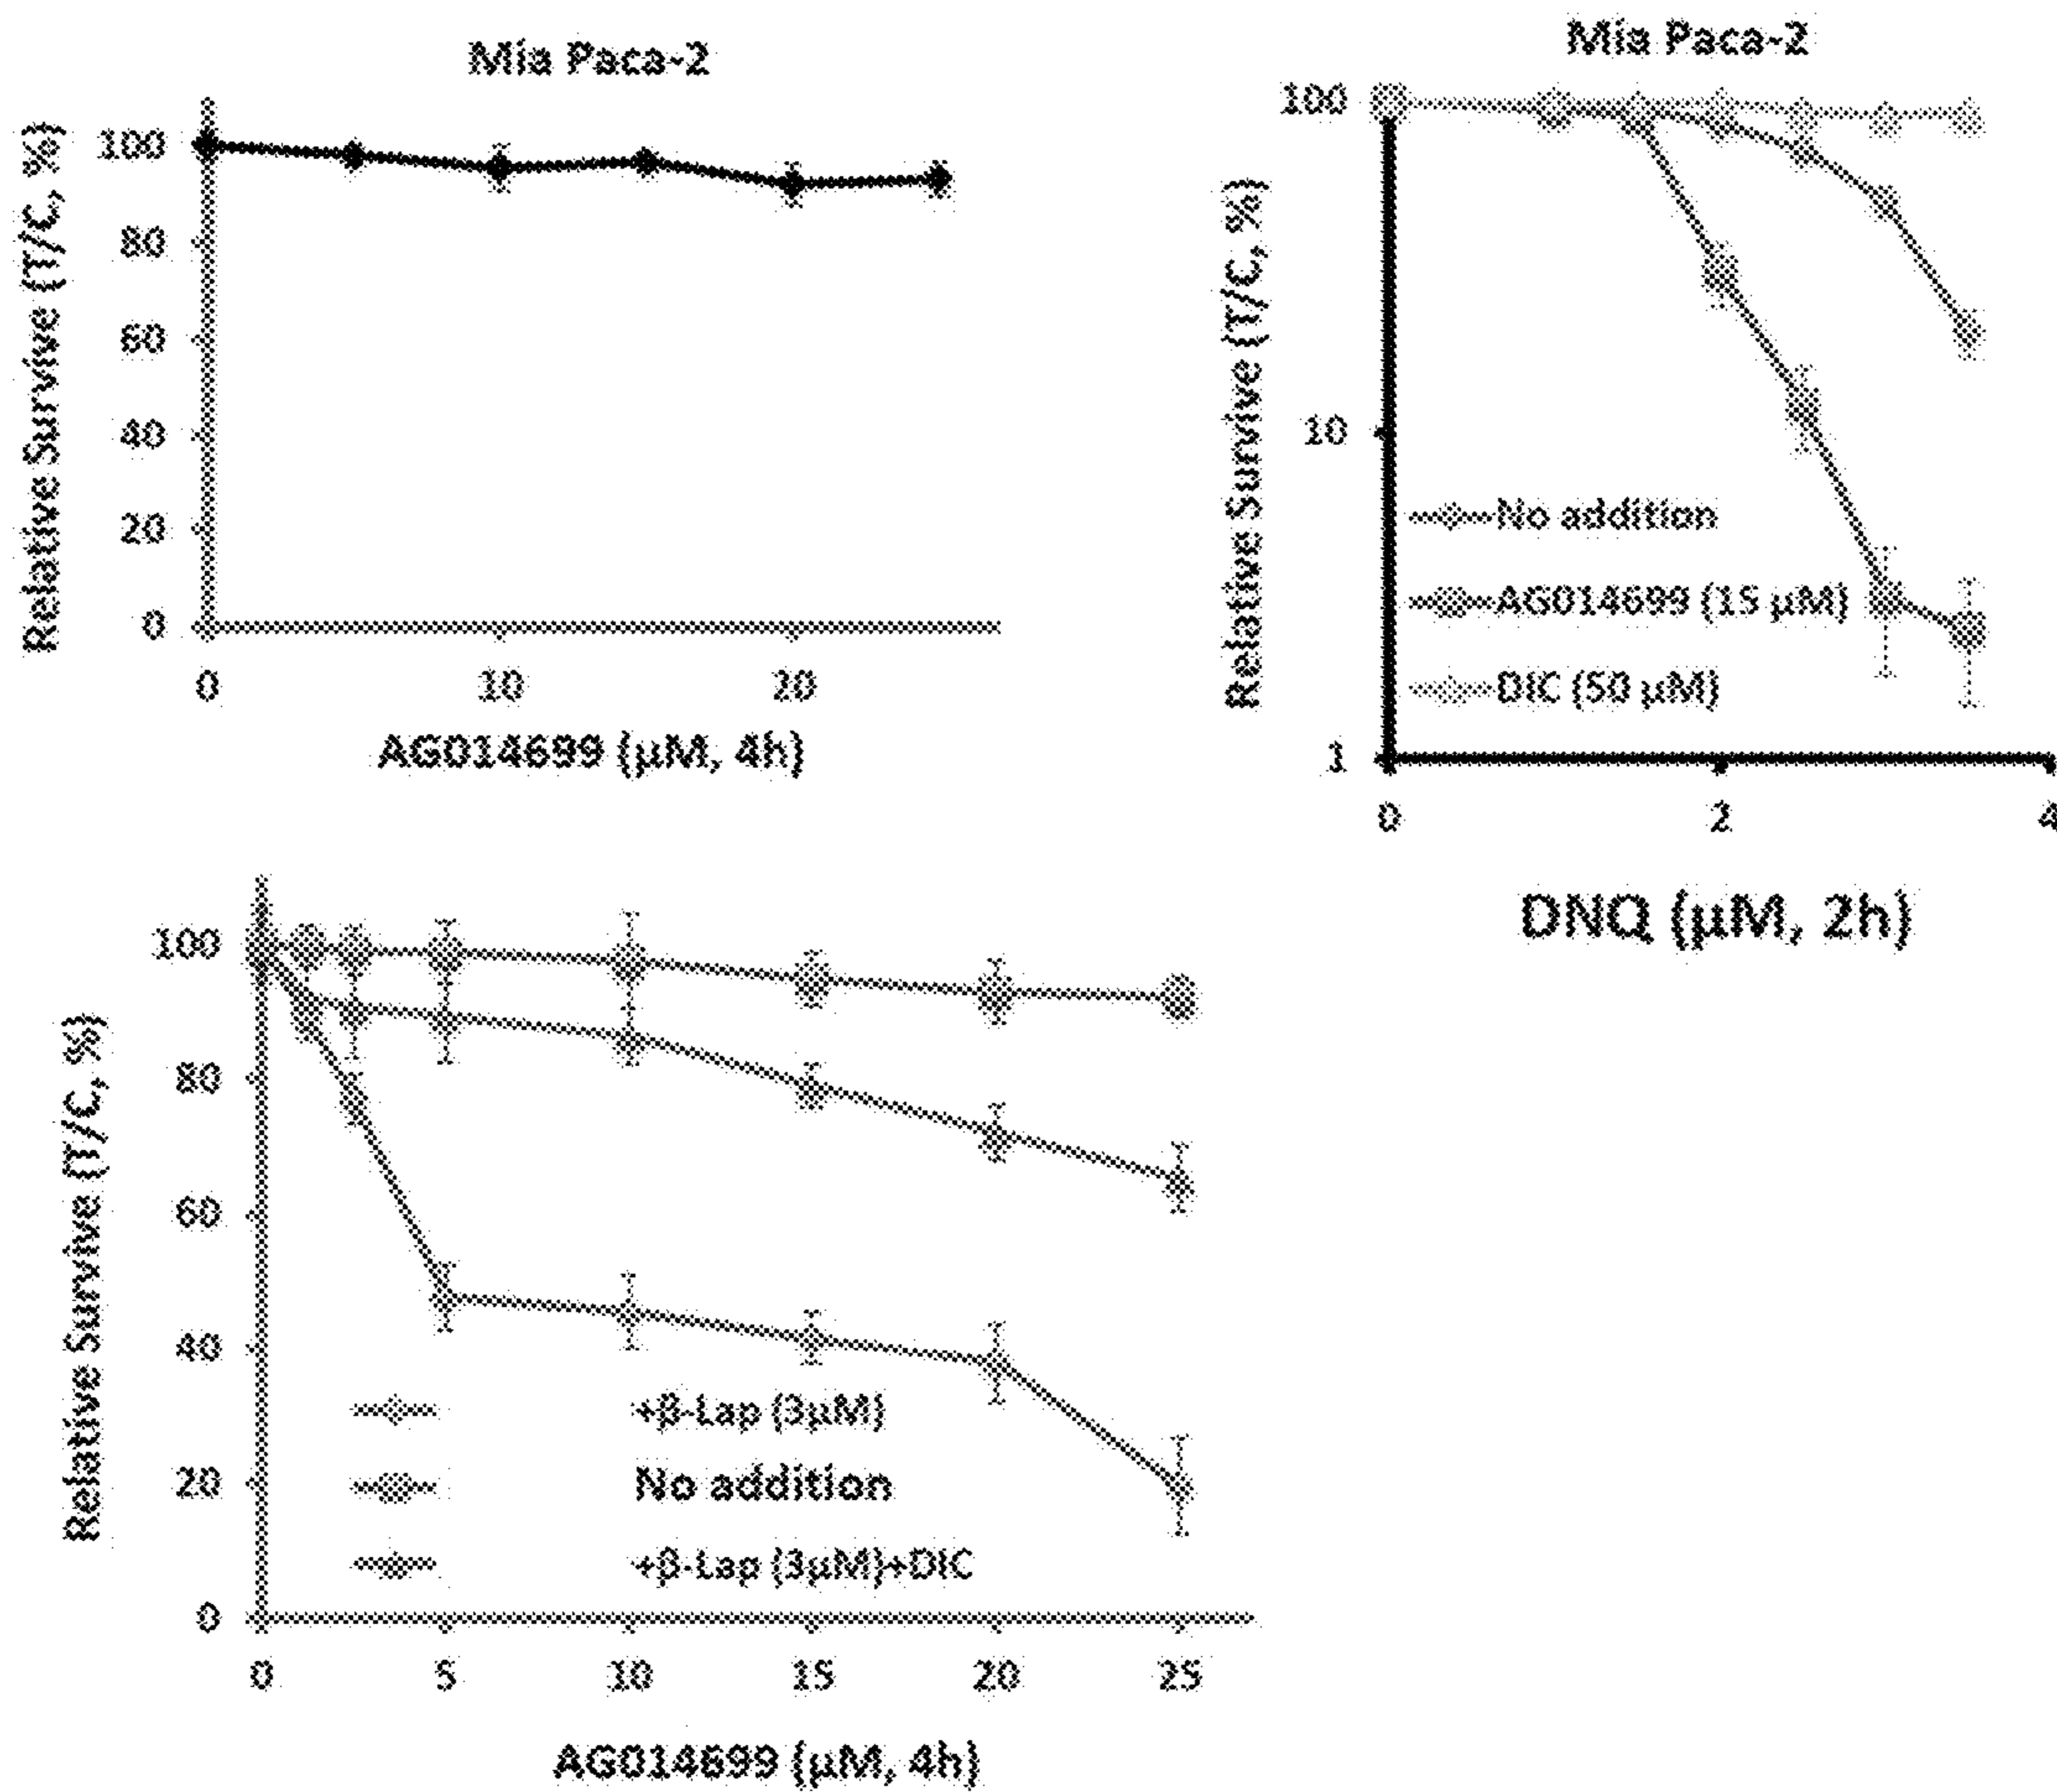 Mia Paca-2
Relative Survive (T/C, %)
100
80
60
40
20
0
0 10 20
AG014699 (μM, 4h)
Mia Paca-2
Relative Survive (T/C, %)
100
10
1
No addition
AG014699 (15 μM)
DIC (50 μM)
0 2 4
DNQ (μM, 2h)
Relative Survive (T/C, %)
100
80
60
40
20
0
+β-Lap (3μM)
No addition
+β-Lap (3μM)+DIC
0 5 10 15 20 25
AG014699 (μM, 4h)